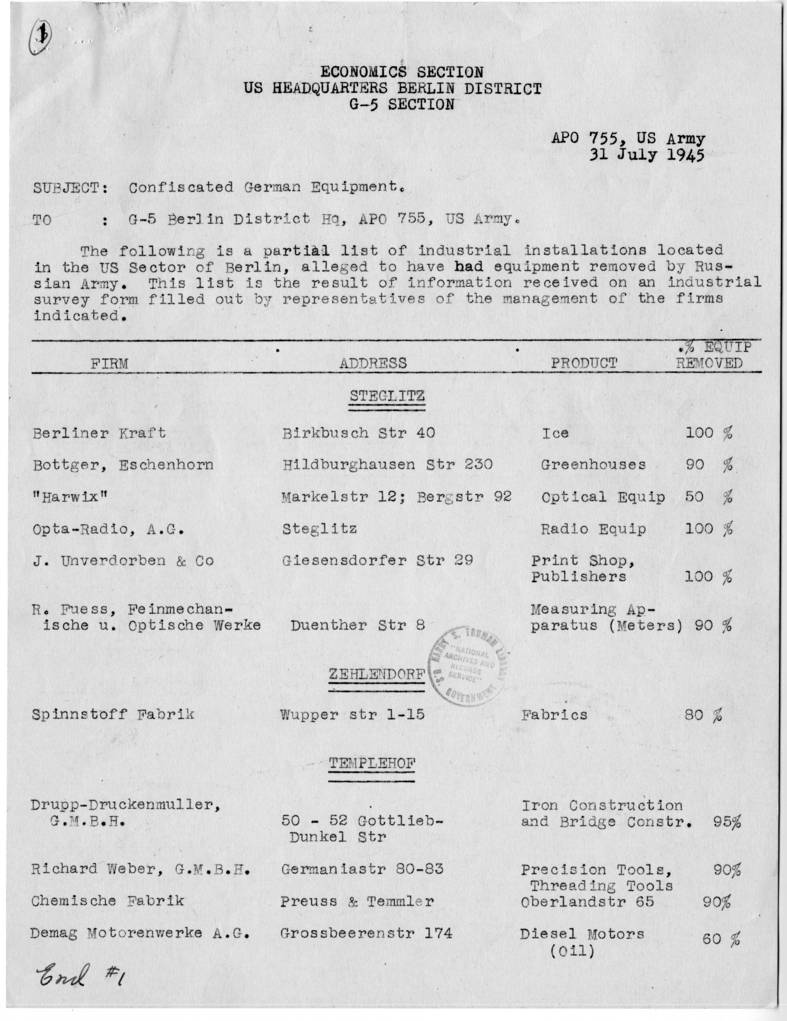 1
ECONOMICS SECTION
US HEADQUARTERS BERLIN DISTRICT
G-5 SECTION
APO 755, US Army
31 July 1945
SUBJECT: Confiscated German Equipment.
TO : G-5 Berlin District Hq, APO 755, US Army.
The following is a partial list of industrial installations located
in the US Sector of Berlin, alleged to have had equipment removed by Rus-
sian Army. This list is the result of information received on an industrial
survey form filled out by representatives of the management of the firms
indicated.
% EQUIP
FIRM ADDRESS PRODUCT REMOVED
STEGLITZ
Berliner Kraft Birkbusch Str 40 Ice 100 %
Bottger, Eschenhorn Hildburghausen Str 230 Greenhouses 90 %
"Harwix" Markelstr 12; Bergstr 92 Optical Equip 50 %
Opta-Radio, A.G. Steglitz Radio Equip 100 %
J. Unverdorben & Co Giesensdorfer Str 29 Print Shop,
Publishers 100 %
R. Fuess, Feinmechan- Measuring Ap-
ische u. Optische Werke Duenther Str 8 paratus (Meters) 90 %
HARRY S. TRUMAN LIBRARY
"NATIONAL
ARCHIVES AND
RECORDS
SERVICE"
U.S. GOVERNMENT
ZEHLENDORF
Spinnstoff Fabrik Wupper str 1-15 Fabrics 80 %
TEMPLEHOF
Drupp-Druckenmuller, Iron Construction
G.M.B.H. 50 - 52 Gottlieb- and Bridge Constr. 95%
Dunkel Str
Richard Weber, G.M.B.H. Germaniastr 80-83 Precision Tools, 90%
Threading Tools
Chemische Fabrik Preuss & Temmler Oberlandstr 65 90%
Demag Motorenwerke A.G. Grossbeerenstr 174 Diesel Motors 60 %
(Oil)
Encl #1